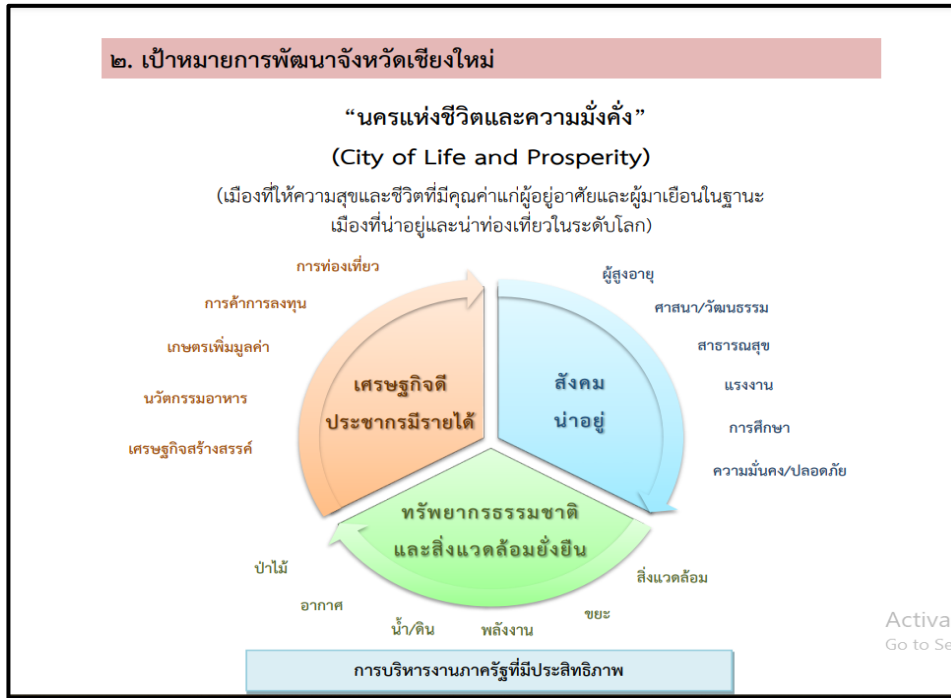 ๒. เป้าหมายการพัฒนาจังหวัดเชียงใหม่
“นครแห่งชีวิตและความมั่งคั่ง”
(City of Life and Prosperity)
(เมืองที่ให้ความสุขและชีวิตที่มีคุณค่าแก่ผู้อยู่อาศัยและผู้มาเยือนในฐานะ
เมืองที่น่าอยู่และน่าท่องเที่ยวในระดับโลก)
การท่องเที่ยว
การค้าการลงทุน
เกษตรเพิ่มมูลค่า
นวัตกรรมอาหาร
เศรษฐกิจสร้างสรรค์
เศรษฐกิจดี
ประชากรมีรายได้
สังคม
น่าอยู่
ผู้สูงอายุ
ศาสนา/วัฒนธรรม
สาธารณสุข
แรงงาน
การศึกษา
ความมั่นคง/ปลอดภัย
ทรัพยากรธรรมชาติ
และสิ่งแวดล้อมยั่งยืน
ป่าไม้
อากาศ
น้ำ/ดิน
พลังงาน
ขยะ
สิ่งแวดล้อม
การบริหารงานภาครัฐที่มีประสิทธิภาพ
Activa
Go to Se